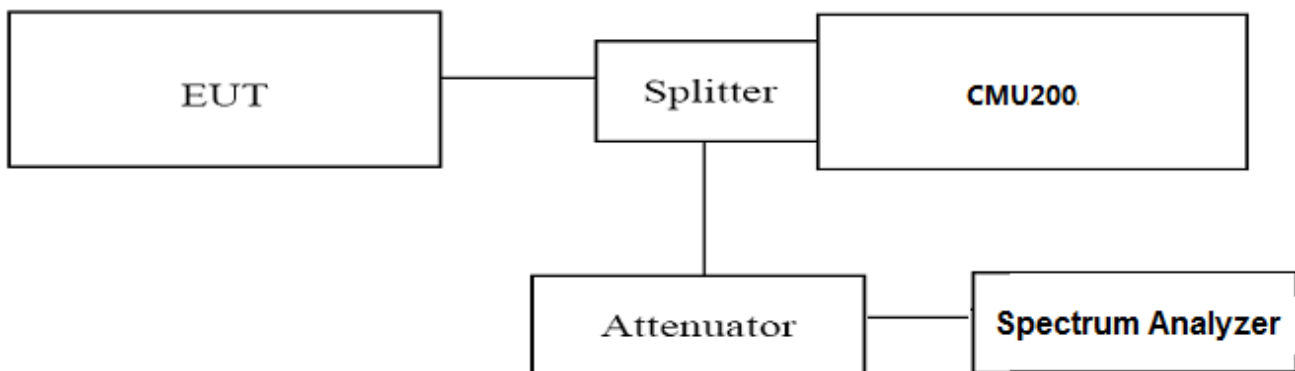 EUT
Splitter
CMU200.
Attenuator
Spectrum Analyzer